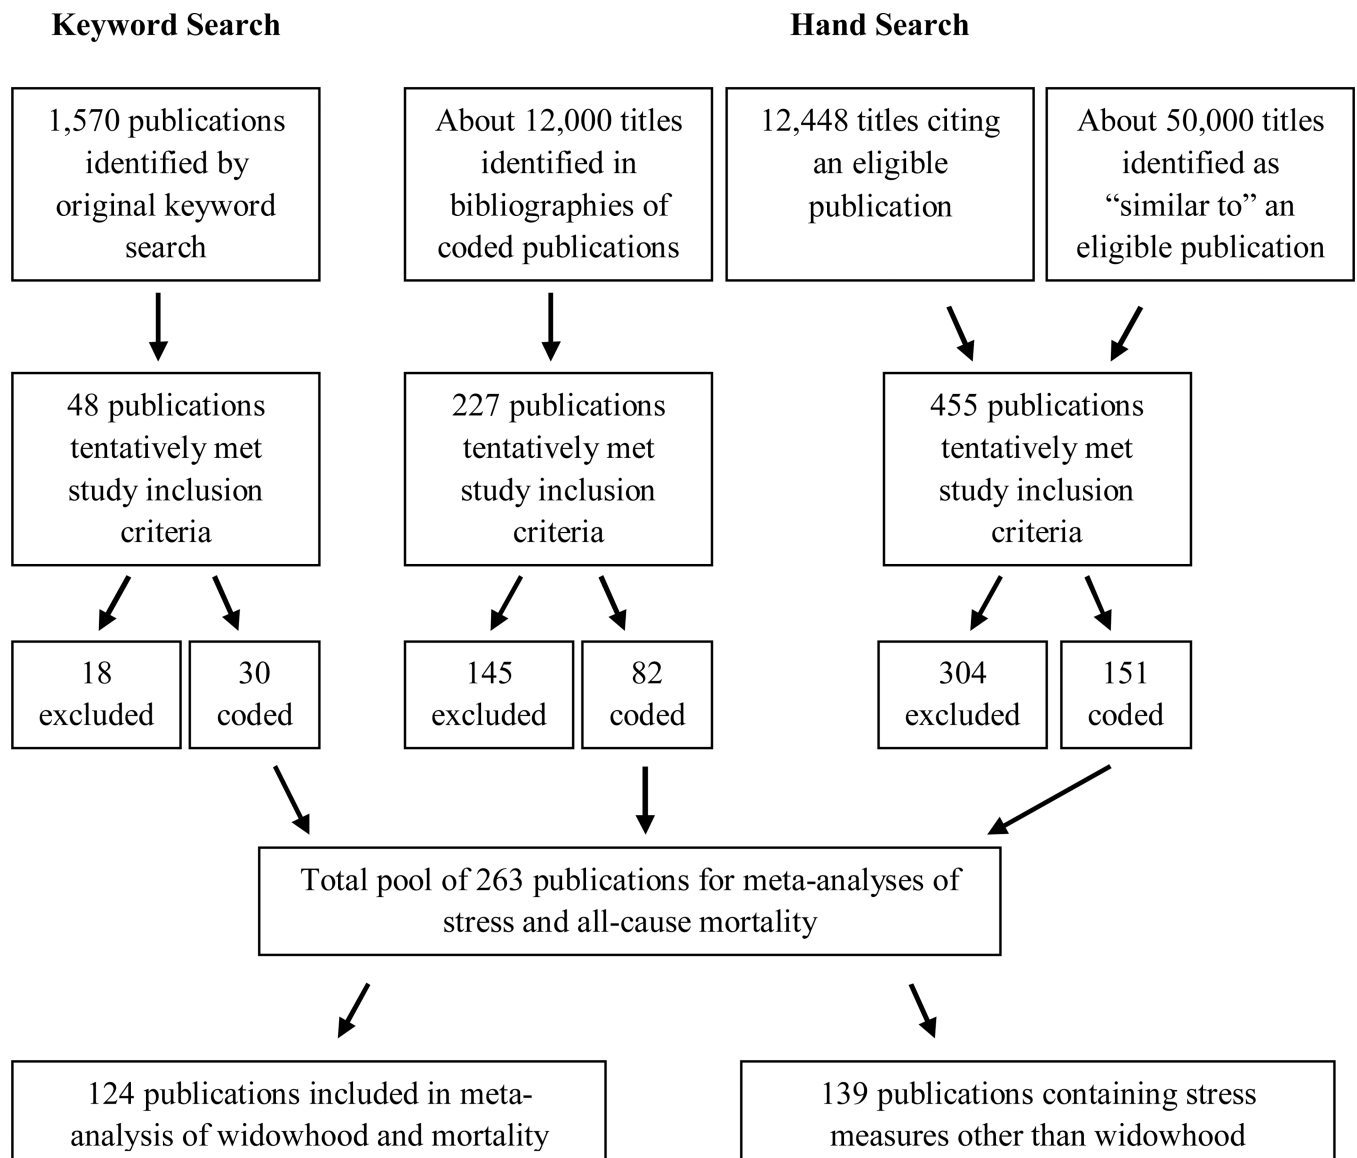 Keyword Search
Hand Search
1,570 publications
identified by
original keyword
search
About 12,000 titles
identified in
bibliographies of
coded publications
12,448 titles citing
an eligible
publication
About 50,000 titles
identified as
“similar to” an
eligible publication
48 publications
tentatively met
study inclusion
criteria
227 publications
tentatively met
study inclusion
criteria
455 publications
tentatively met
study inclusion
criteria
18
excluded
30
coded
145
excluded
82
coded
304
excluded
151
coded
Total pool of 263 publications for meta-analyses of
stress and all-cause mortality
124 publications included in meta-
analysis of widowhood and mortality
139 publications containing stress
measures other than widowhood